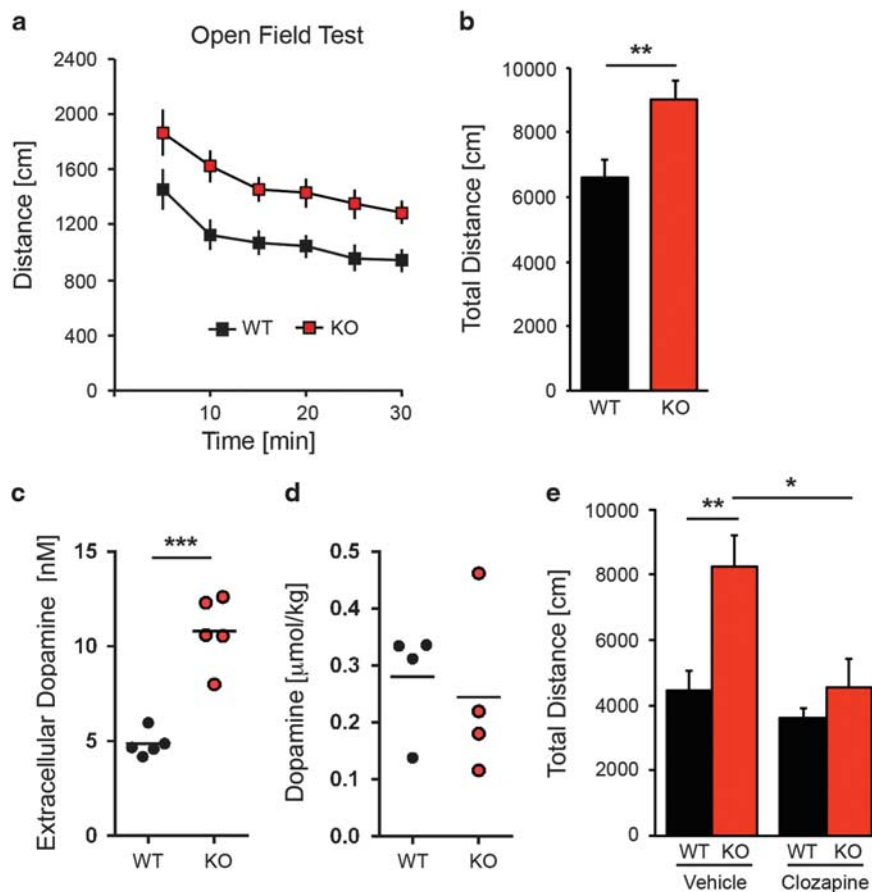 a
Open Field Test
2400
2000
1600
1200
800
400
0
Distance [cm]
WT KO
10 20 30
Time [min]
b
**
10000
8000
6000
4000
2000
0
Total Distance [cm]
WT KO
c
***
15
10
5
0
Extracellular Dopamine [nM]
WT KO
d
0.5
0.4
0.3
0.2
0.1
0.0
Dopamine [μmol/kg]
WT KO
e
** *
10000
8000
6000
4000
2000
0
Total Distance [cm]
WT KO WT KO
Vehicle Clozapine